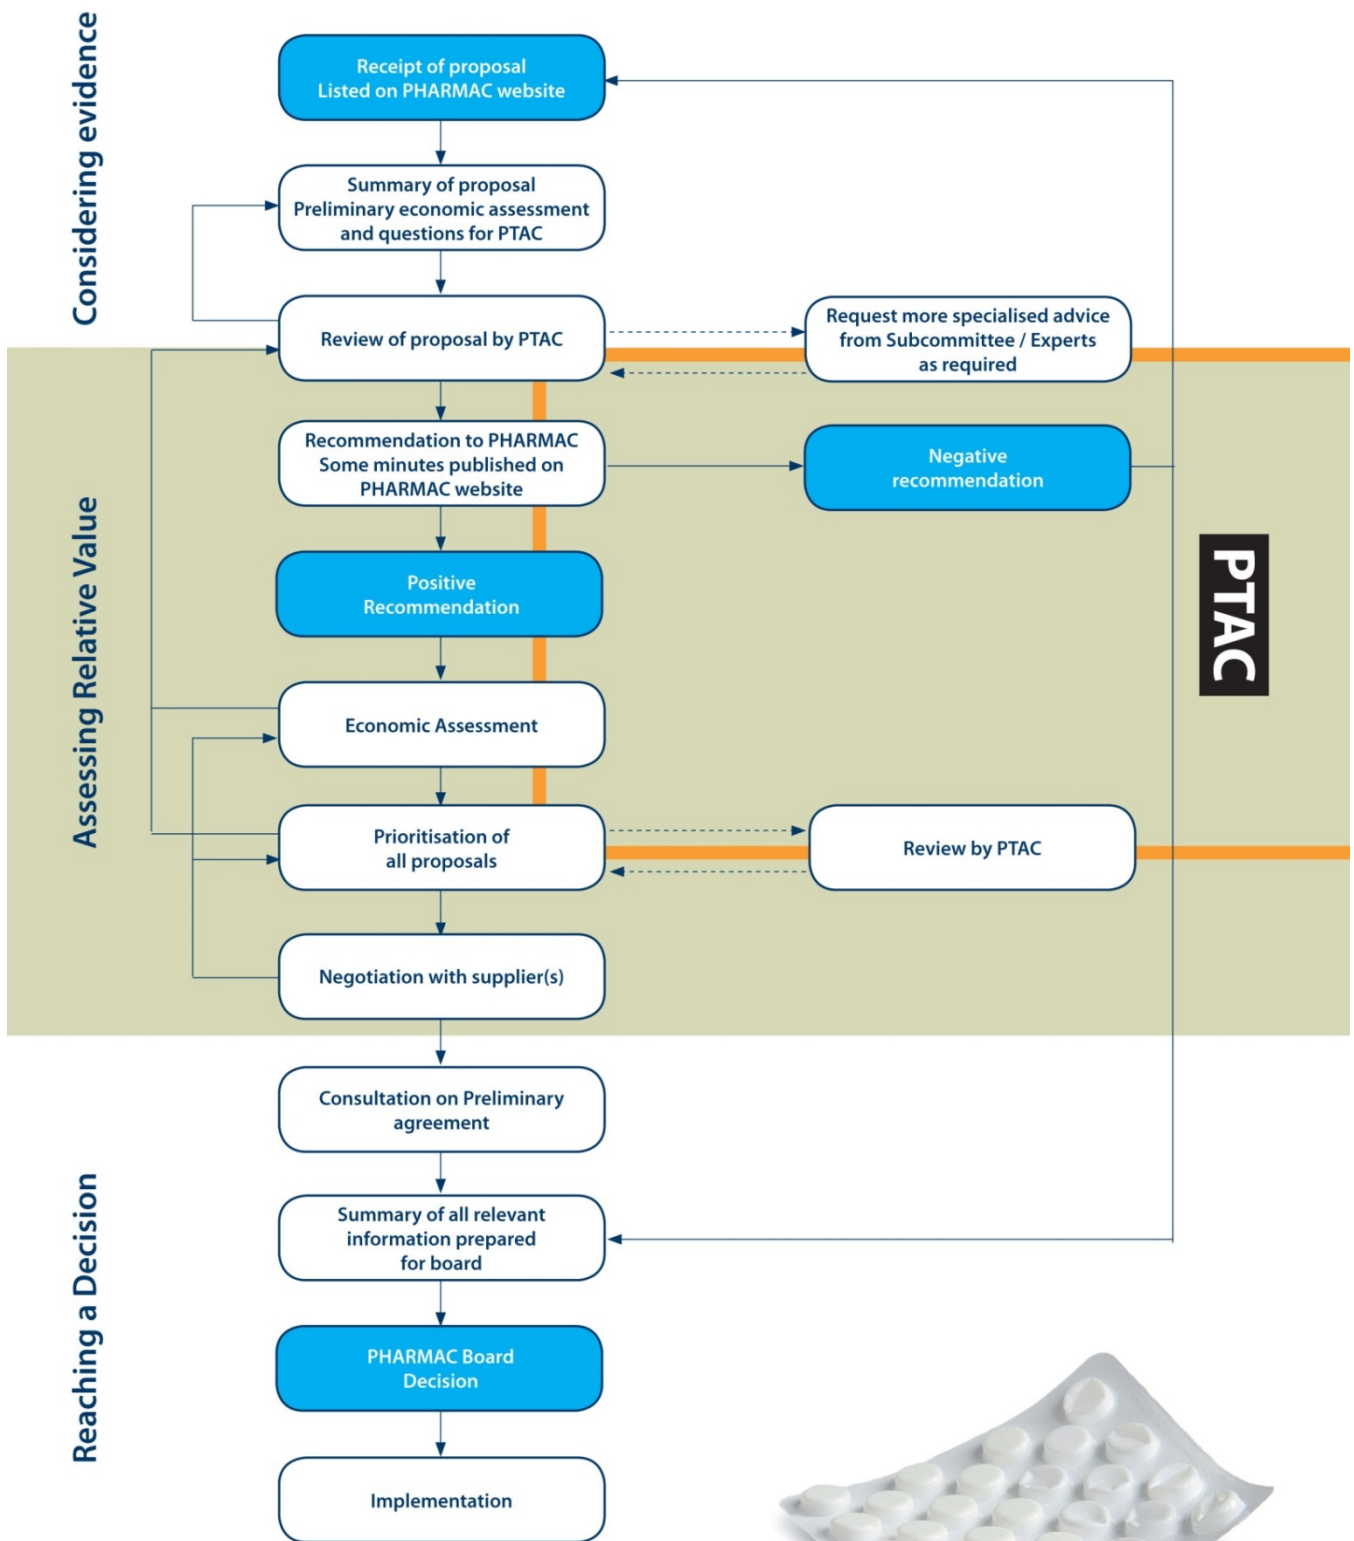 Considering evidence
Receipt of proposal
Listed on PHARMAC website
Summary of proposal
Preliminary economic assessment
and questions for PTAC
Review of proposal by PTAC
Request more specialised advice
from Subcommittee / Experts
as required
Assessing Relative Value
Recommendation to PHARMAC
Some minutes published on
PHARMAC website
Negative
recommendation
PTAC
Positive
Recommendation
Economic Assessment
Prioritisation of
all proposals
Review by PTAC
Negotiation with supplier(s)
Reaching a Decision
Consultation on Preliminary
agreement
Summary of all relevant
information prepared
for board
PHARMAC Board
Decision
Implementation